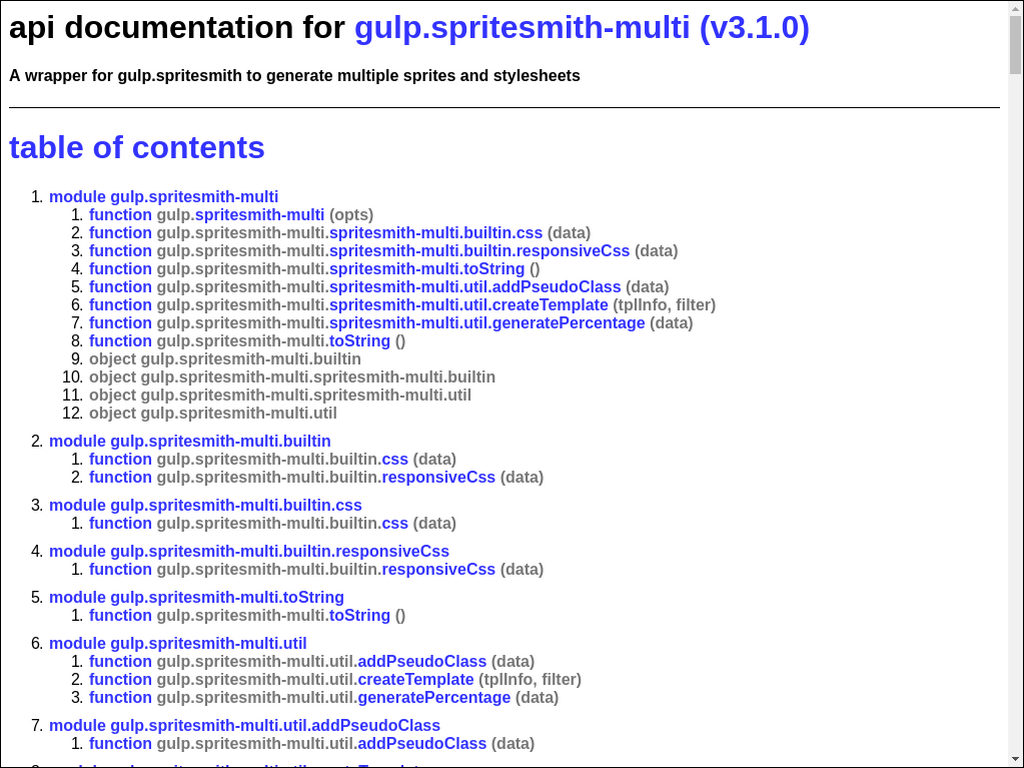 api documentation for gulp.spritesmith-multi (v3.1.0)
A wrapper for gulp.spritesmith to generate multiple sprites and stylesheets
table of contents
1. module gulp.spritesmith-multi
1. function gulp.spritesmith-multi (opts)
2. function gulp.spritesmith-multi.spritesmith-multi.builtin.css (data)
3. function gulp.spritesmith-multi.spritesmith-multi.builtin.responsiveCss (data)
4. function gulp.spritesmith-multi.spritesmith-multi.toString ()
5. function gulp.spritesmith-multi.spritesmith-multi.util.addPseudoClass (data)
6. function gulp.spritesmith-multi.spritesmith-multi.util.createTemplate (tplInfo, filter)
7. function gulp.spritesmith-multi.spritesmith-multi.util.generatePercentage (data)
8. function gulp.spritesmith-multi.toString ()
9. object gulp.spritesmith-multi.builtin
10. object gulp.spritesmith-multi.spritesmith-multi.builtin
11. object gulp.spritesmith-multi.spritesmith-multi.util
12. object gulp.spritesmith-multi.util
2. module gulp.spritesmith-multi.builtin
1. function gulp.spritesmith-multi.builtin.css (data)
2. function gulp.spritesmith-multi.builtin.responsiveCss (data)
3. module gulp.spritesmith-multi.builtin.css
1. function gulp.spritesmith-multi.builtin.css (data)
4. module gulp.spritesmith-multi.builtin.responsiveCss
1. function gulp.spritesmith-multi.builtin.responsiveCss (data)
5. module gulp.spritesmith-multi.toString
1. function gulp.spritesmith-multi.toString ()
6. module gulp.spritesmith-multi.util
1. function gulp.spritesmith-multi.util.addPseudoClass (data)
2. function gulp.spritesmith-multi.util.createTemplate (tplInfo, filter)
3. function gulp.spritesmith-multi.util.generatePercentage (data)
7. module gulp.spritesmith-multi.util.addPseudoClass
1. function gulp.spritesmith-multi.util.addPseudoClass (data)